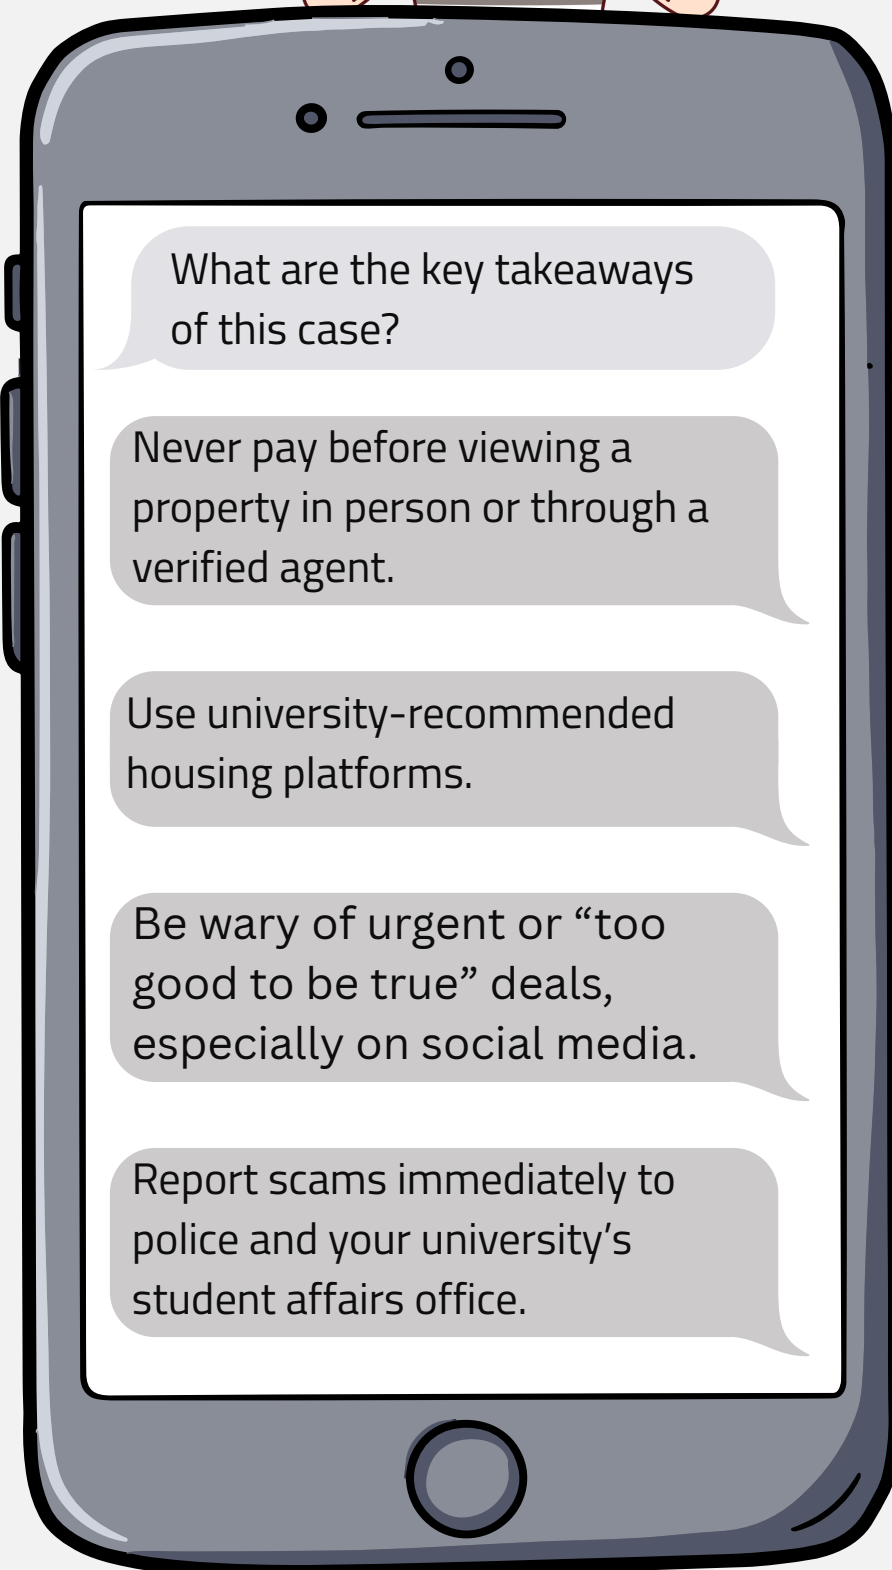 What are the key takeaways
of this case?
Never pay before viewing a
property in person or through a
verified agent.
Use university-recommended
housing platforms.
Be wary of urgent or “too
good to be true” deals,
especially on social media.
Report scams immediately to
police and your university’s
student affairs office.